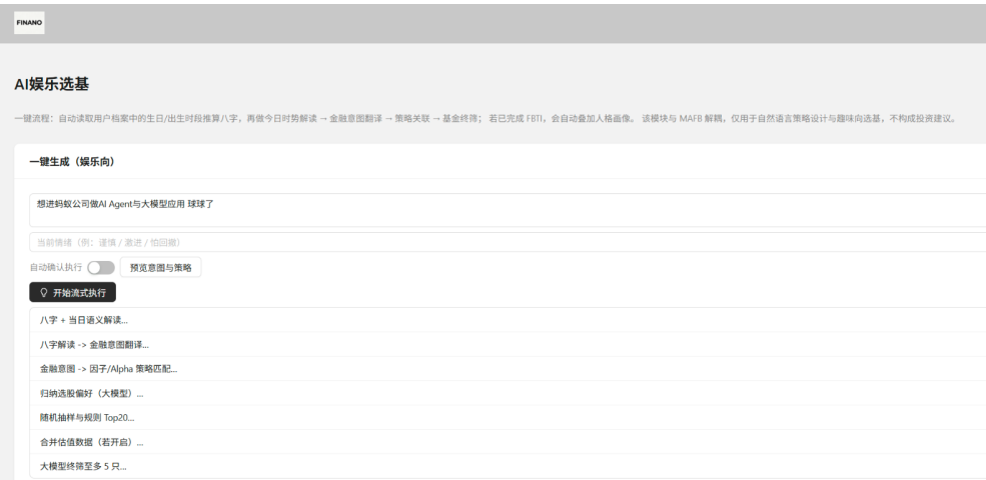 FINANO
AI娱乐选基
一键流程：自动读取用户档案中的生日/出生时段推算八字，再做今日时势解读 → 金融意图翻译 → 策略关联 → 基金终筛； 若已完成 FBTI，会自动叠加人格画像。 该模块与 MAFB 解耦，仅用于自然语言策略设计与趣味向选基，不构成投资建议。
一键生成（娱乐向）
想进蚂蚁公司做AI Agent与大模型应用 球球了
当前情绪（例：谨慎 / 激进 / 怕回撤）
自动确认执行 预览意图与策略
开始流式执行
八字 + 当日语义解读...
八字解读 -> 金融意图翻译...
金融意图 -> 因子/Alpha 策略匹配...
归纳选股偏好（大模型）...
随机抽样与规则 Top20...
合并估值数据（若开启）...
大模型终筛至多 5 只...